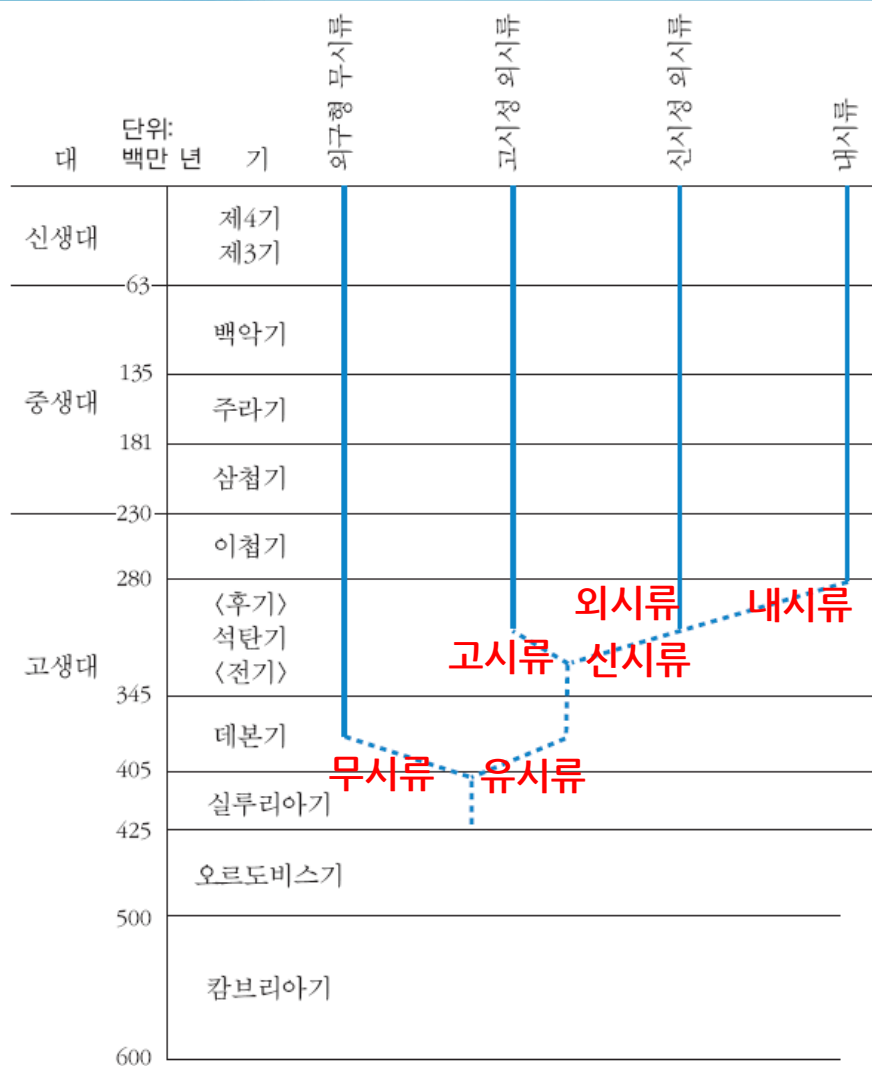 외구형 무시류
고시성 외시류
신시성 외시류
내시류
단위:
대 백만 년 기
신생대
제4기
제3기
63
백악기
135
중생대
주라기
181
삼첩기
230
이첩기
280
〈후기〉
외시류 내시류
석탄기
고시류 신시류
고생대
〈전기〉
345
데본기
405
무시류 유시류
실루리아기
425
오르도비스기
500
캄브리아기
600